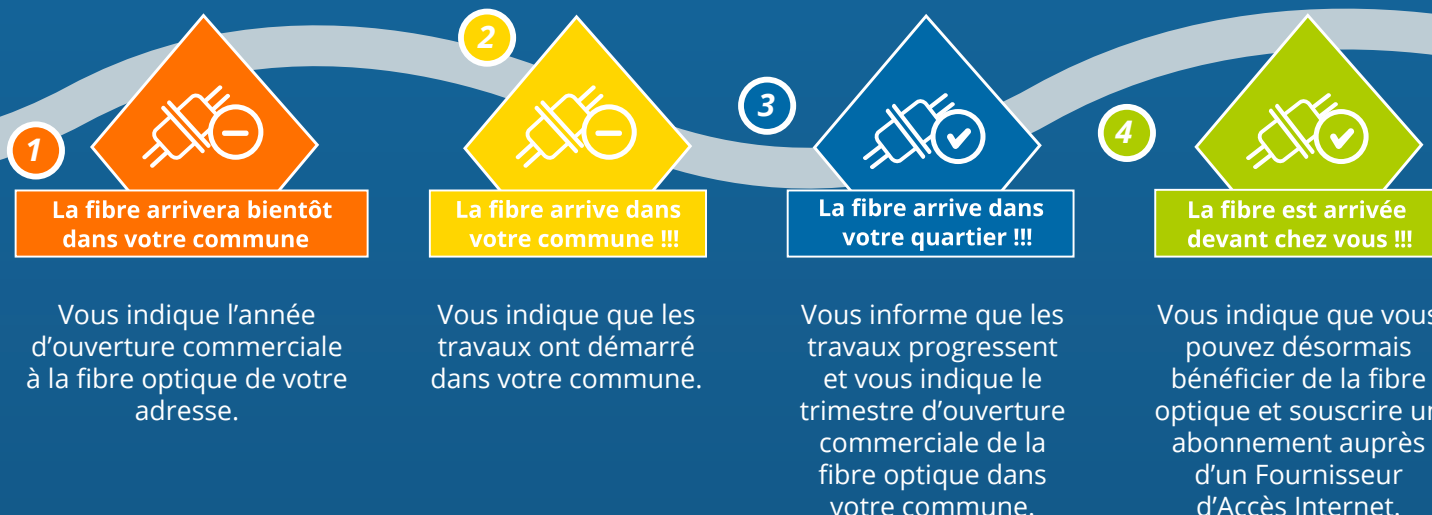 1
La fibre arrivera bientôt
dans votre commune
Vous indique l’année
d’ouverture commerciale
à la fibre optique de votre
adresse.
2
La fibre arrive dans
votre commune !!!
Vous indique que les
travaux ont démarré
dans votre commune.
3
La fibre arrive dans
votre quartier !!!
Vous informe que les
travaux progressent
et vous indique le
trimestre d’ouverture
commerciale de la
fibre optique dans
votre commune.
4
La fibre est arrivée
devant chez vous !!!
Vous indique que vous
pouvez désormais
bénéficier de la fibre
optique et souscrire un
abonnement auprès
d’un Fournisseur
d’Accès Internet.